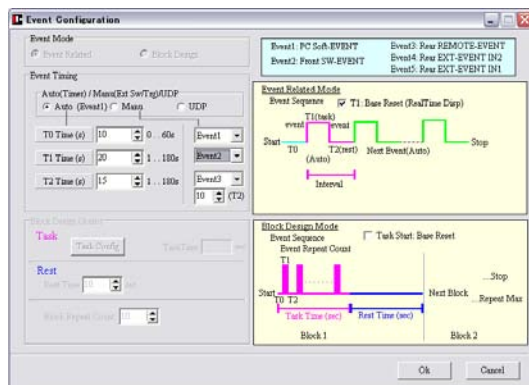 Event Configuration
Event Mode
Event Related
Block Design
Event1: PC Soft-EVENT
Event2: Front SW-EVENT
Event3: Rear REMOTE-EVENT
Event4: Rear EXT-EVENT IN2
Event5: Rear EXT-EVENT IN1
Event Timing
Auto(Timer) / Manu(Ext Sw/Trg)/UDP
Auto (Event1)
Manu
UDP
T0 Time (s) 10 0 . . 60s Event1
T1 Time (s) 20 1 . . . 180s Event2
T2 Time (s) 15 1 . . . 180s Event3
10 (T2)
Event Related Mode
Event Sequence
T1: Base Reset (RealTime Disp)
T1(task)
event
event
Start
T0
T2(rest)
Next Event(Auto)
Stop
(Auto)
Interval
Task
Task Config
Task Time
sec
Rest
Rest Time 10 sec
Block Repeat Count 10
Block Design Mode
Event Sequence
Task Start: Base Reset
Event Repeat Count
T1
Start
T0 T2
Next Block
...Stop
...Repeat Max
Task Time (sec)
Rest Time (sec)
Block 1
Block 2
Ok
Cancel